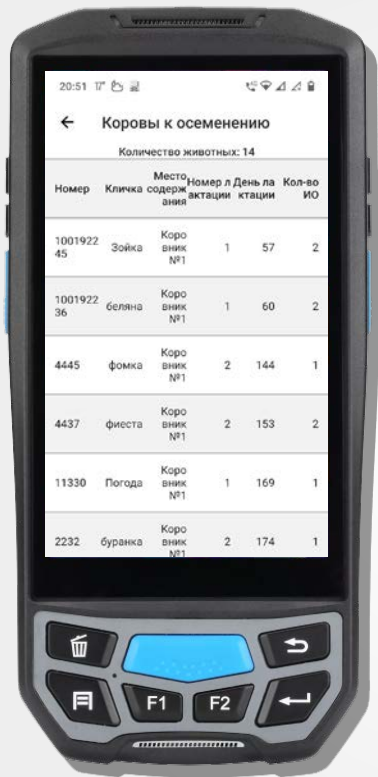 20:51
Коровы к осеменению
Количество животных: 14
Номер Кличка Место содерж ания Номер л актации День ла ктации Кол-во ИО
1001922 45 Зойка Коро вник №1 1 57 2
1001922 36 беляна Коро вник №1 1 60 2
4445 фомка Коро вник №1 2 144 1
4437 фиеста Коро вник №1 2 153 2
11330 Погода Коро вник №1 1 169 1
2232 буранка Коро вник №1 2 174 1
F1 F2